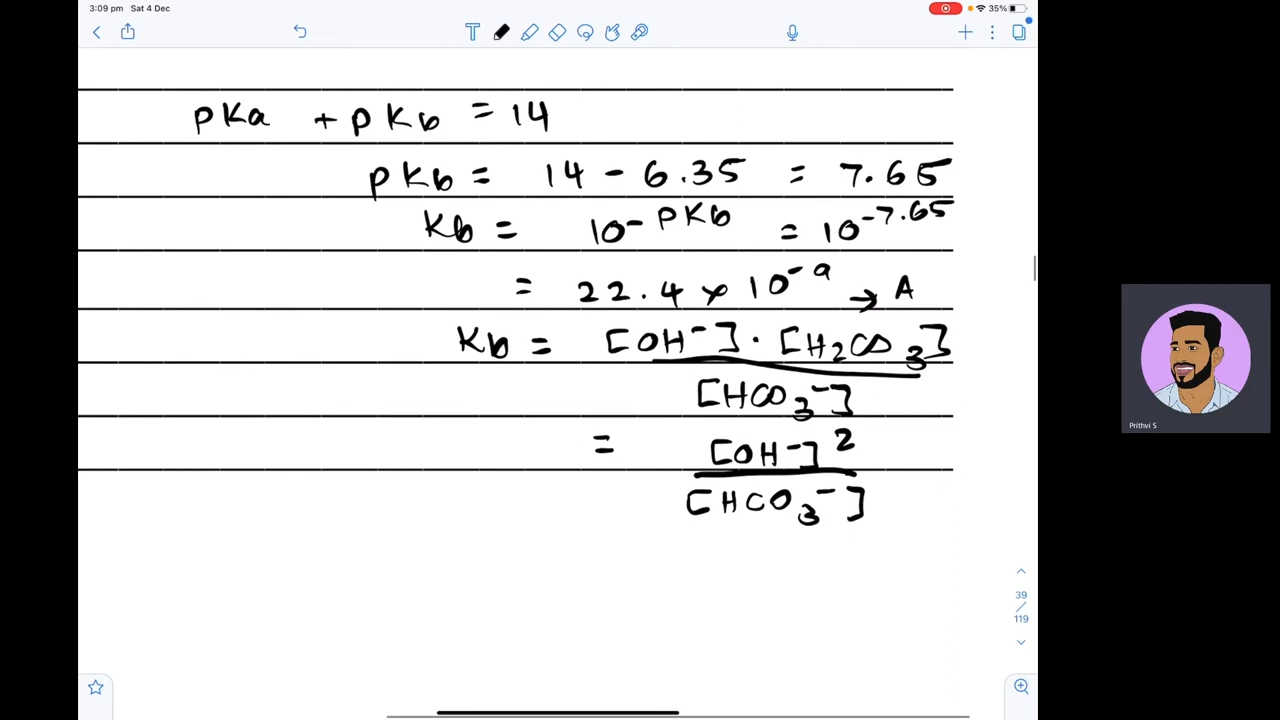 3:09 pm Sat 4 Dec
35%
pKa + pKb = 14
pKb = 14 - 6.35 = 7.65
Kb = 10^-pKb = 10^-7.65
= 22.4 × 10^-9 → A
Kb = [OH⁻]·[H₂CO₃]
[HCO₃⁻]
= [OH⁻]²
[HCO₃⁻]
Prithvi S
39
/
119